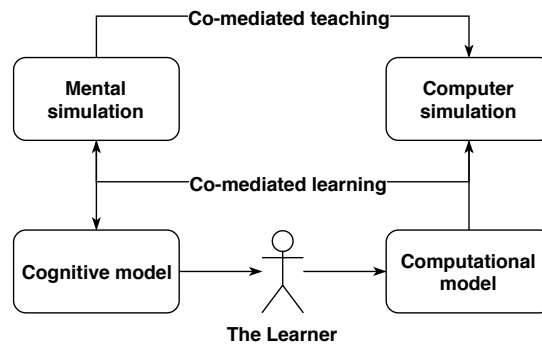 Co-mediated teaching
Mental
simulation
Computer
simulation
Co-mediated learning
Cognitive model
Computational
model
The Learner